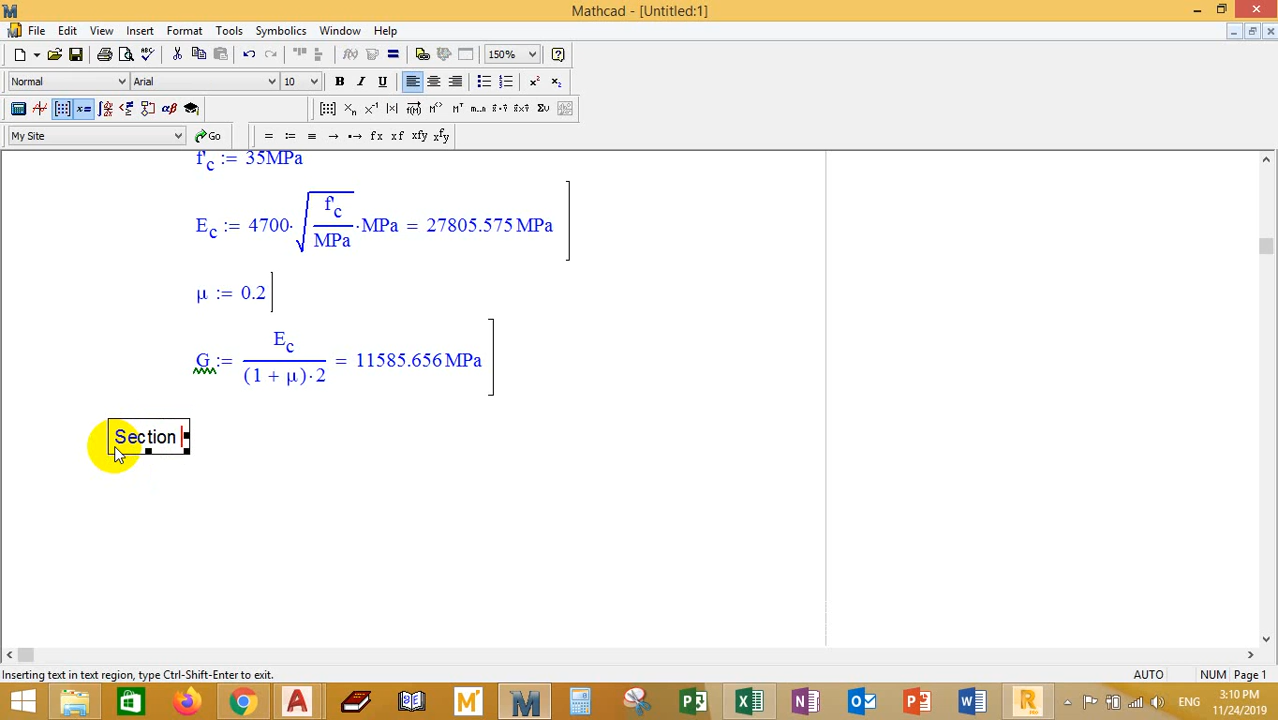 Mathcad - [Untitled:1]
File Edit View Insert Format Tools Symbolics Window Help
150%
Normal Arial 10 B I U
My Site Go
f'c := 35MPa
Ec := 4700·√(f'c/MPa)·MPa = 27805.575 MPa
μ := 0.2
G := Ec/((1 + μ)·2) = 11585.656 MPa
Section
Inserting text in text region, type Ctrl-Shift-Enter to exit.
AUTO NUM Page 1
ENG 3:10 PM
11/24/2019